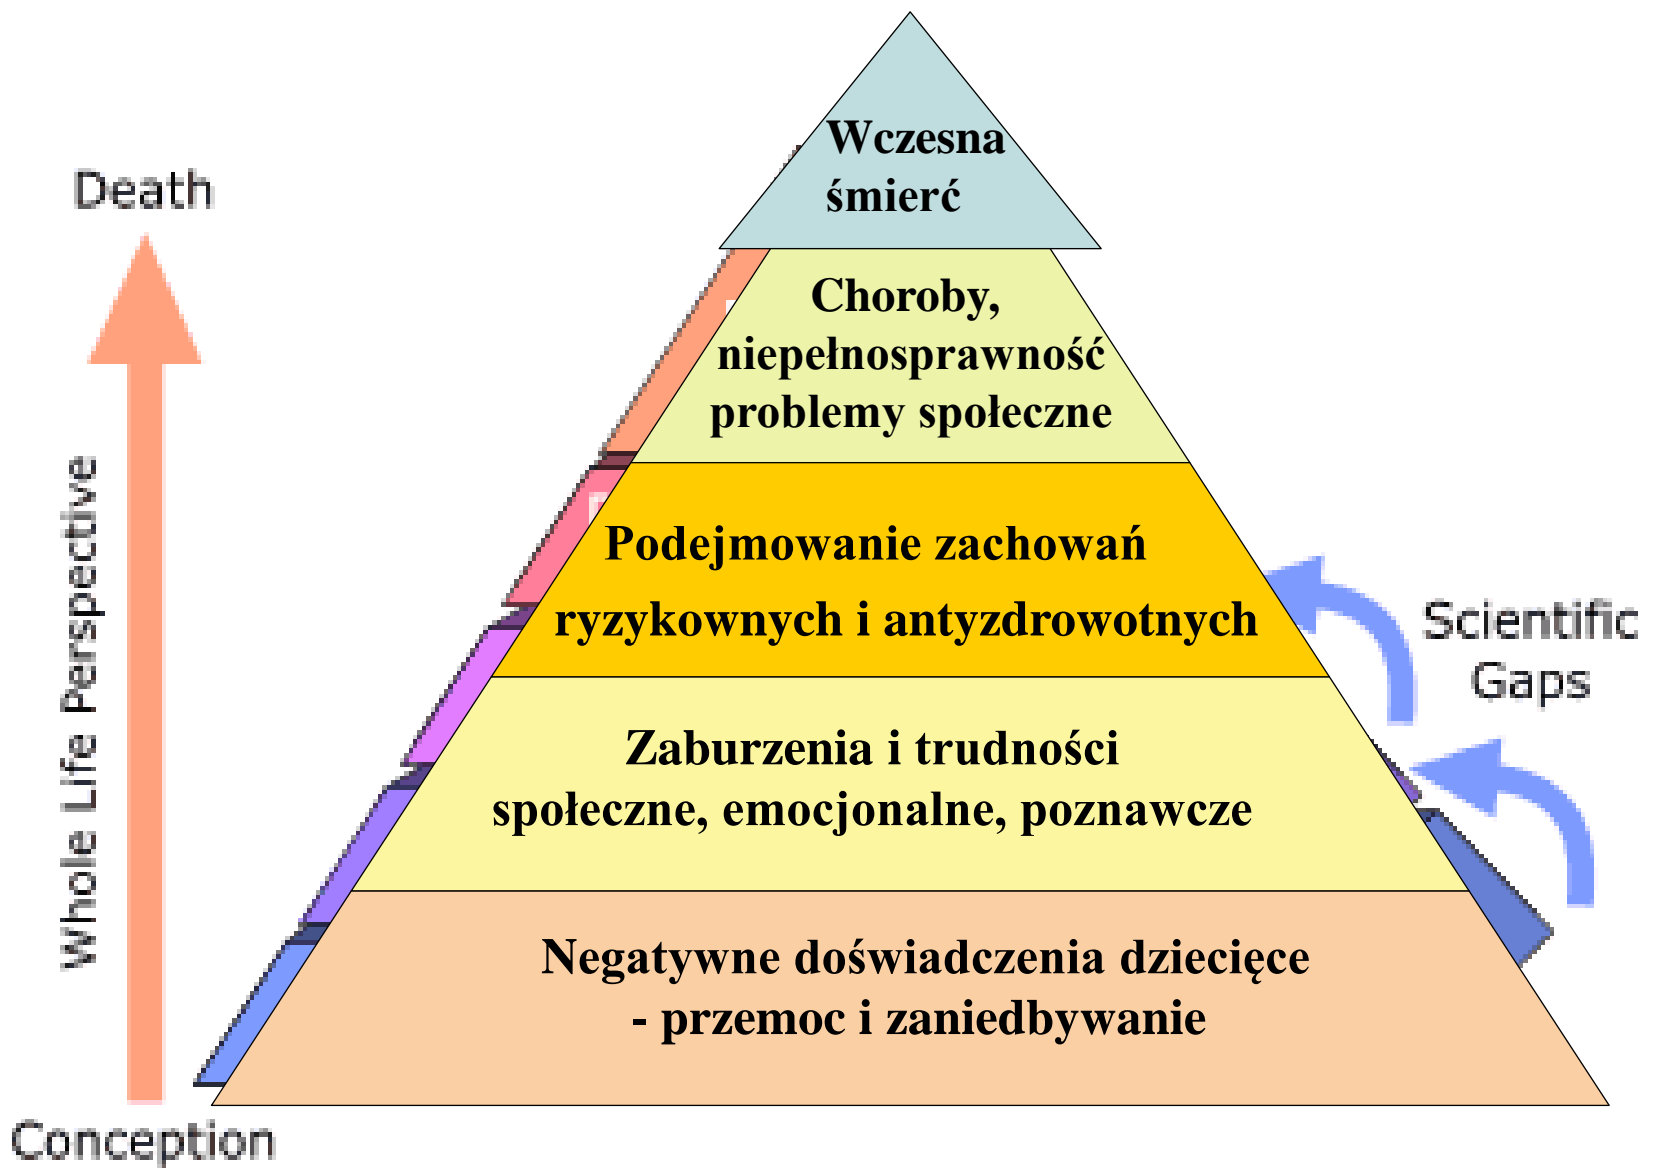 Wczesna
śmierć
Death
Choroby,
niepełnosprawność
problemy społeczne
Whole Life Perspective
Podejmowanie zachowań
ryzykownych i antyzdrowotnych
Scientific
Gaps
Zaburzenia i trudności
społeczne, emocjonalne, poznawcze
Negatywne doświadczenia dziecięce
- przemoc i zaniedbywanie
Conception